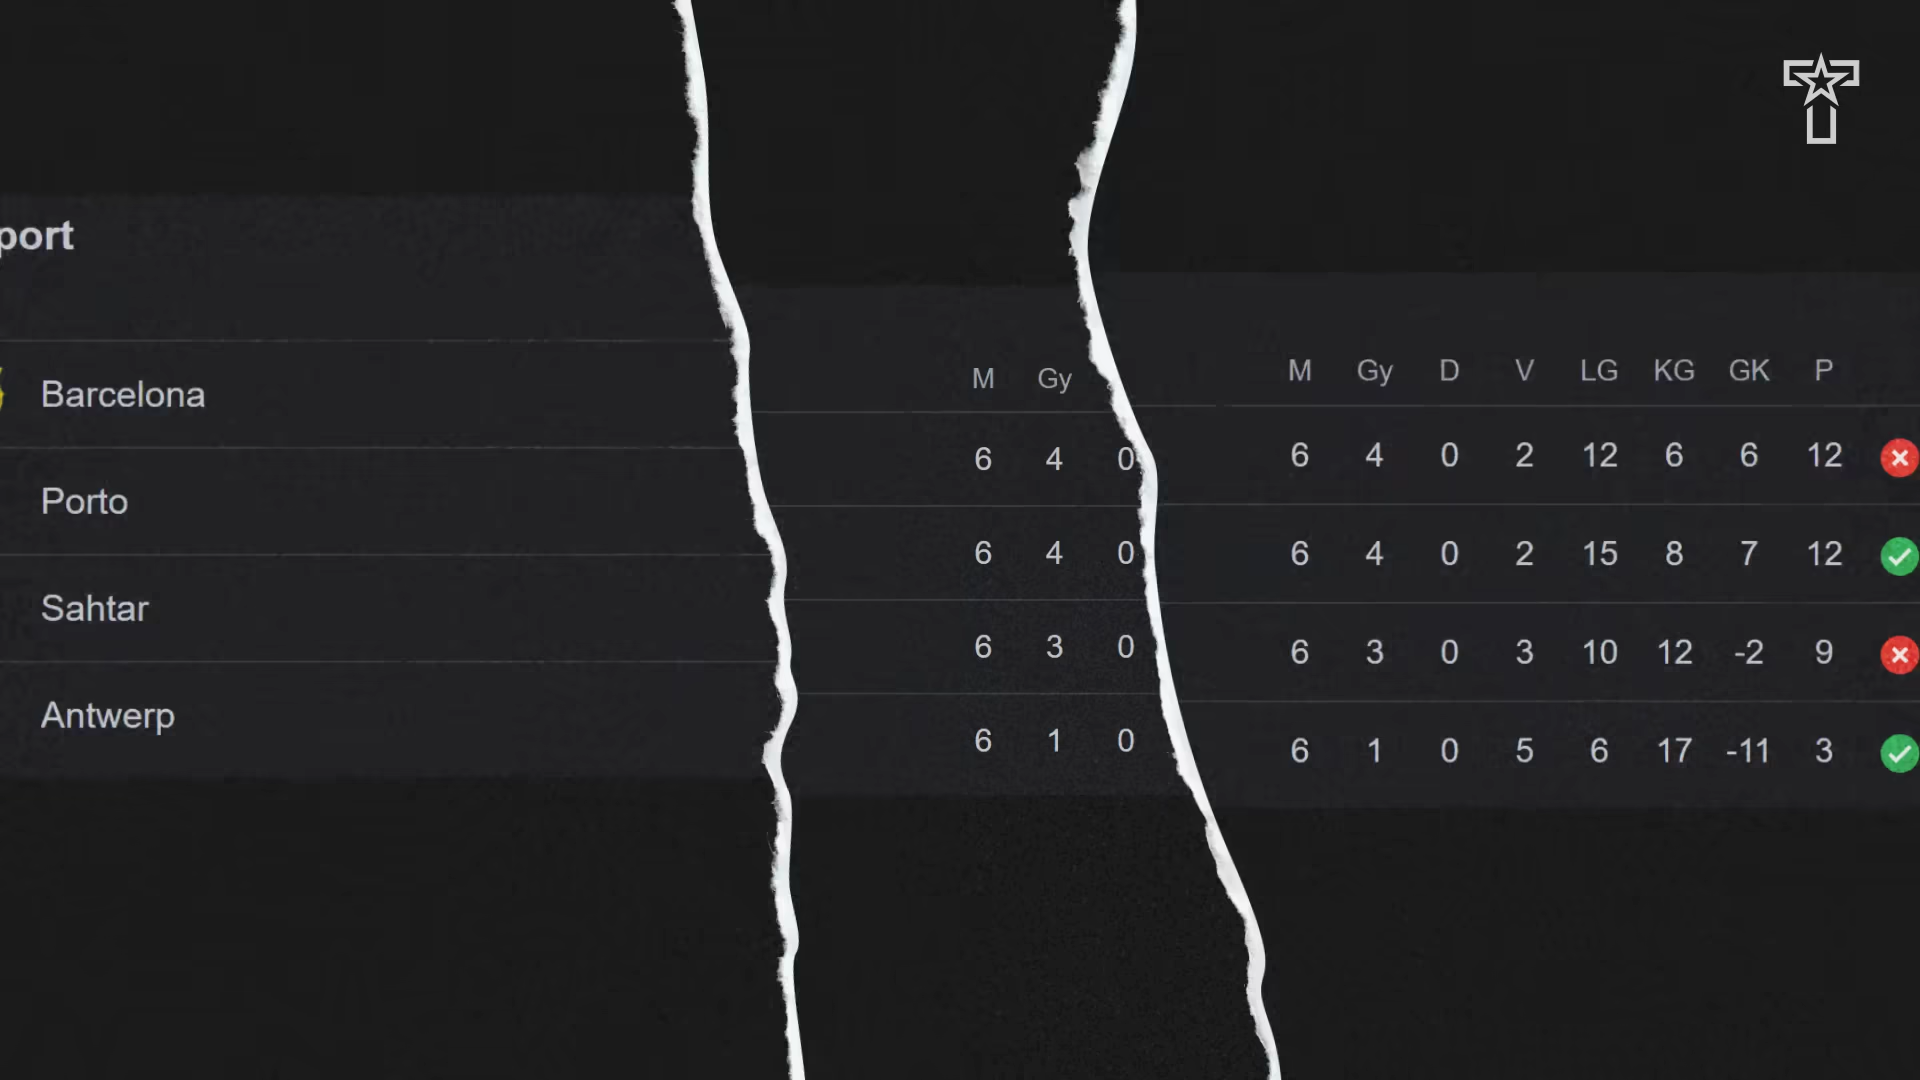 port
Barcelona
Porto
Sahtar
Antwerp
M Gy
6 4 0
6 4 0
6 3 0
6 1 0
M Gy D V LG KG GK P
6 4 0 2 12 6 6 12
6 4 0 2 15 8 7 12
6 3 0 3 10 12 -2 9
6 1 0 5 6 17 -11 3